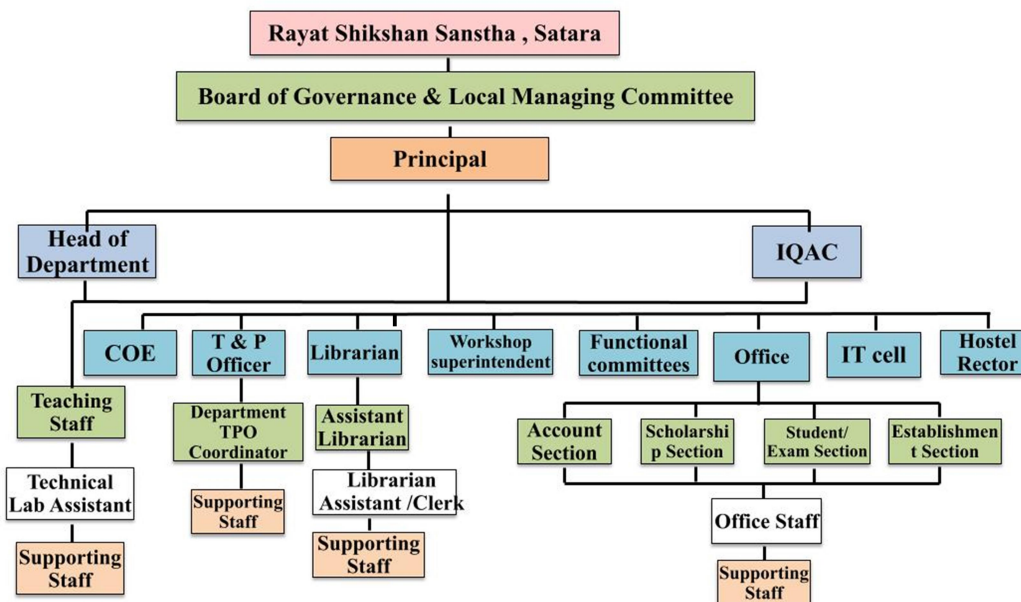 Rayat Shikshan Sanstha , Satara
Board of Governance & Local Managing Committee
Principal
Head of
Department
IQAC
COE
T & P
Officer
Librarian
Workshop
superintendent
Functional
committees
Office
IT cell
Hostel
Rector
Teaching
Staff
Department
TPO
Coordinator
Assistant
Librarian
Account
Section
Scholarshi
p Section
Student/
Exam Section
Establishmen
t Section
Technical
Lab Assistant
Supporting
Staff
Librarian
Assistant /Clerk
Office Staff
Supporting
Staff
Supporting
Staff
Supporting
Staff